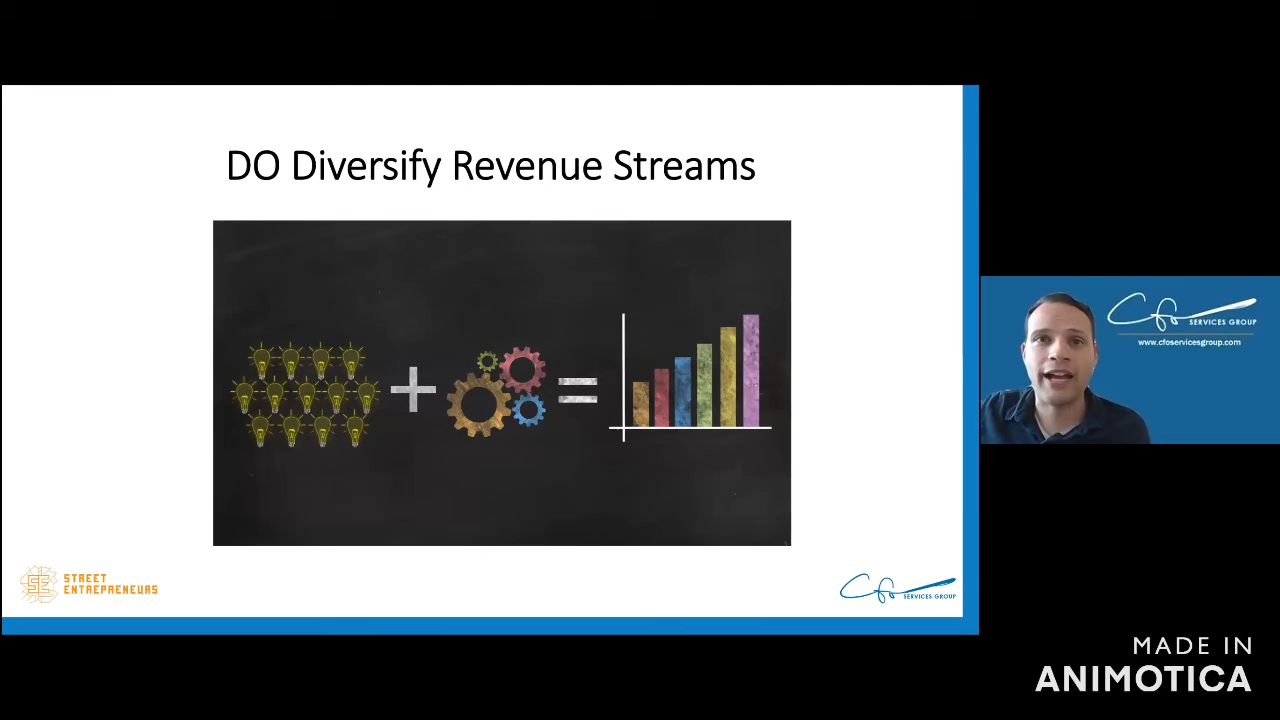 DO Diversify Revenue Streams
STREET
ENTREPRENEURS
Cfo
SERVICES GROUP
Cfo
SERVICES GROUP
www.cfoservicesgroup.com
MADE IN
ANIMOTICA